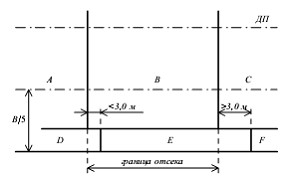 ДП
A B C
<3,0 м ≥3,0 м
B/5
D E F
граница отсека